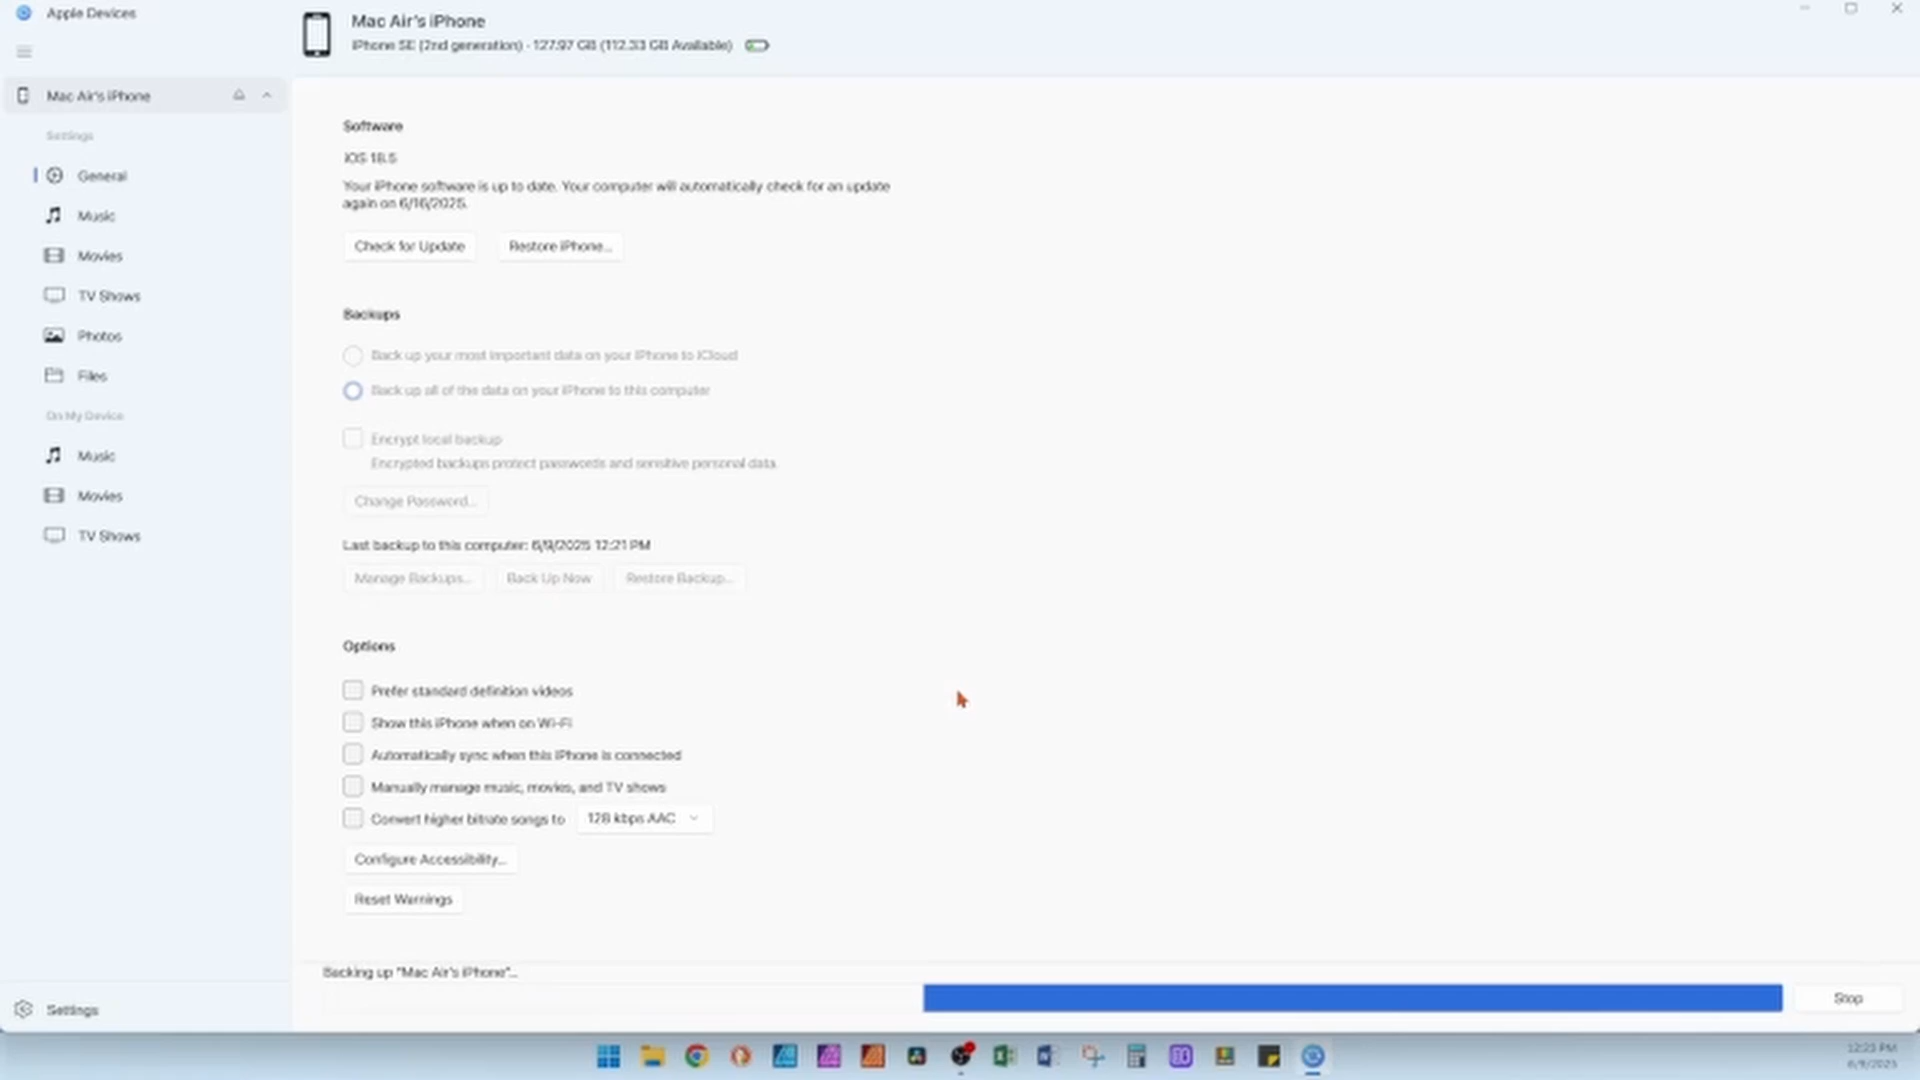 Apple Devices
Mac Air's iPhone
iPhone SE (2nd generation) · 127.97 GB (112.33 GB Available)
Mac Air's iPhone
Settings
General
Music
Movies
TV Shows
Photos
Files
On My Device
Music
Movies
TV Shows
Settings
Software
iOS 18.5
Your iPhone software is up to date. Your computer will automatically check for an update
again on 6/16/2025.
Check for Update
Restore iPhone...
Backups
Back up your most important data on your iPhone to iCloud
Back up all of the data on your iPhone to this computer
Encrypt local backup
Encrypted backups protect passwords and sensitive personal data.
Change Password...
Last backup to this computer: 6/9/2025 12:21 PM
Manage Backups... Back Up Now Restore Backup...
Options
Prefer standard definition videos
Show this iPhone when on Wi-Fi
Automatically sync when this iPhone is connected
Manually manage music, movies, and TV shows
Convert higher bitrate songs to 128 kbps AAC
Configure Accessibility...
Reset Warnings
Backing up "Mac Air's iPhone"...
Stop
12:23 PM
6/9/2025